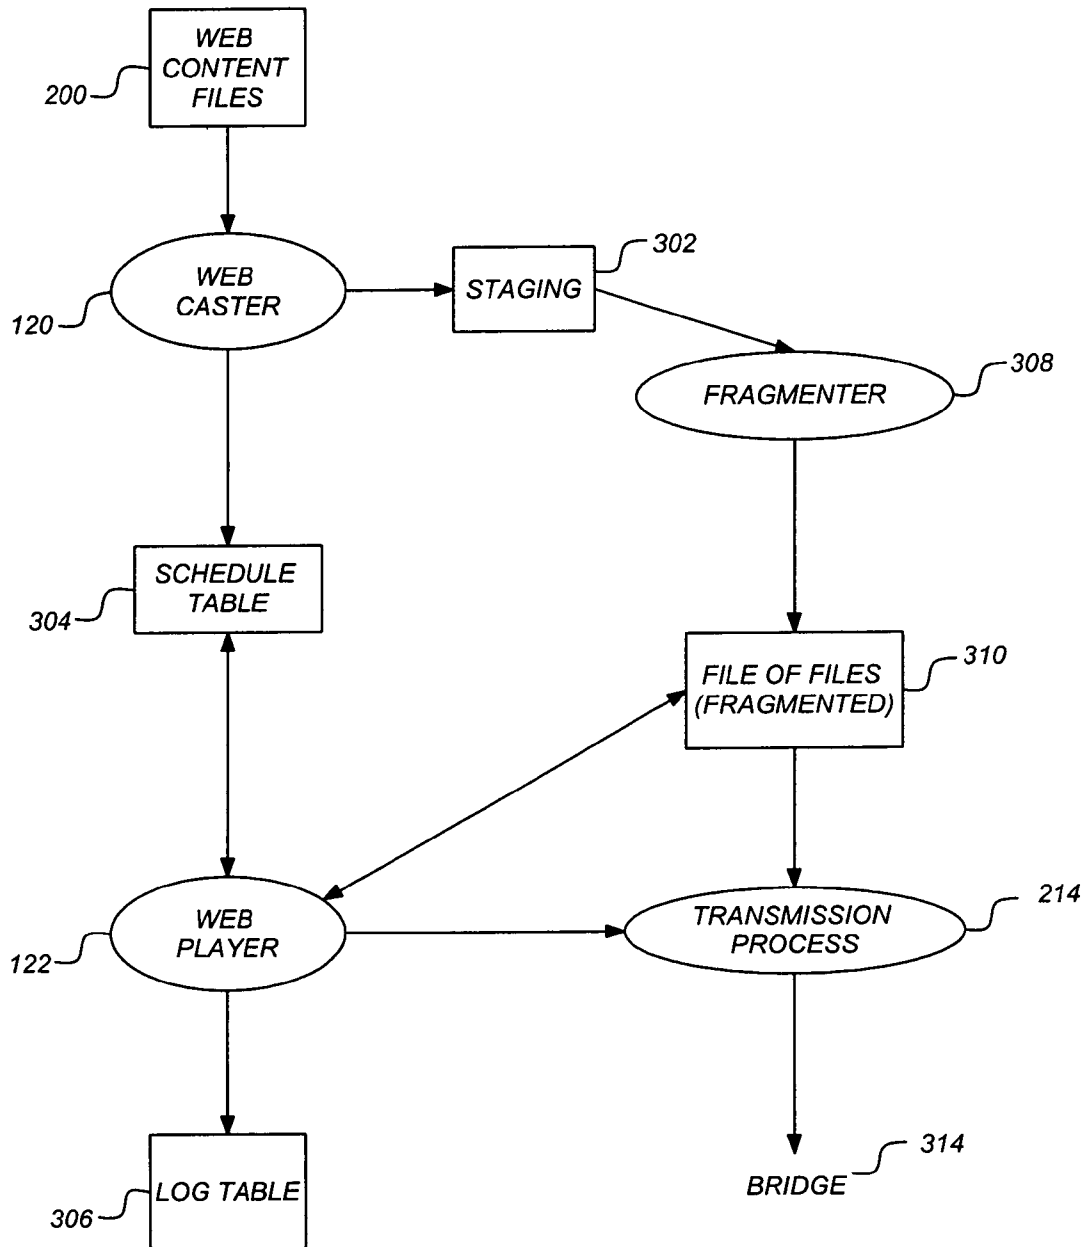 WEB
CONTENT
FILES
200
WEB
CASTER
120
STAGING
302
FRAGMENTER
308
SCHEDULE
TABLE
304
FILE OF FILES
(FRAGMENTED)
310
WEB
PLAYER
122
TRANSMISSION
PROCESS
214
LOG TABLE
306
BRIDGE
314